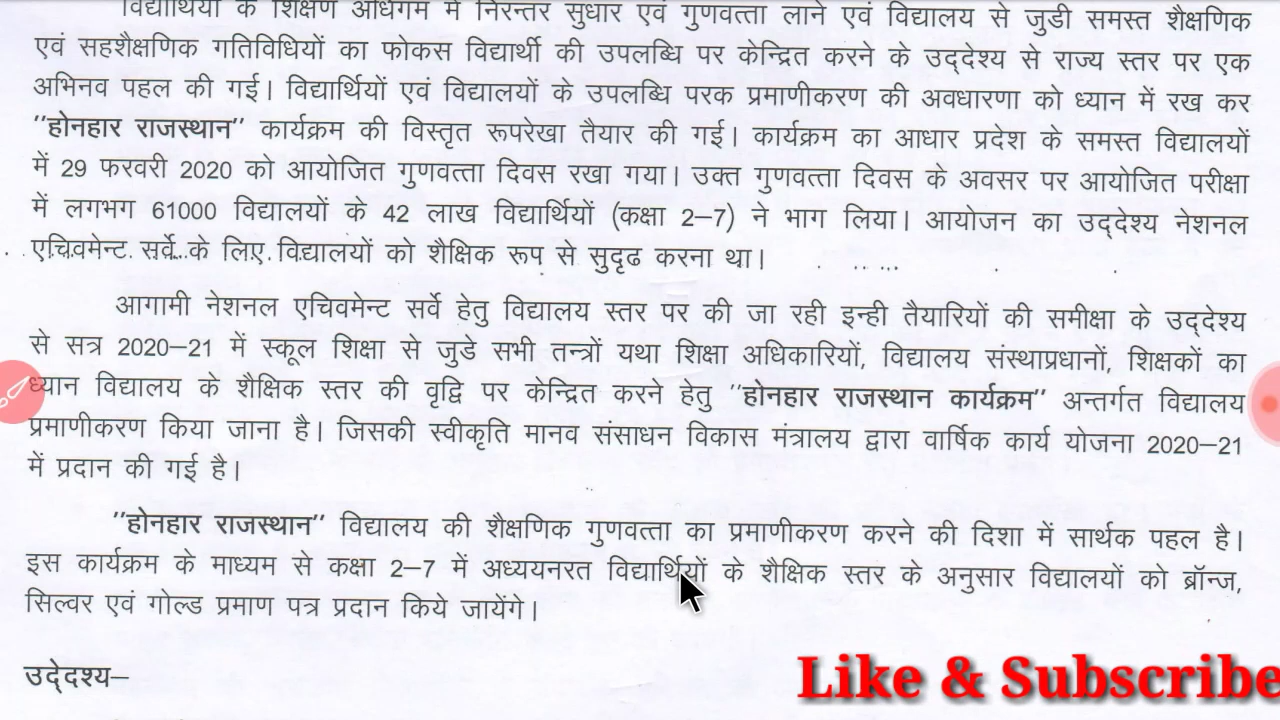 विद्यार्थियों के शिक्षण अधिगम में निरन्तर सुधार एवं गुणवत्ता लाने एवं विद्यालय से जुडी समस्त शैक्षणिक
एवं सहशैक्षणिक गतिविधियों का फोकस विद्यार्थी की उपलब्धि पर केन्द्रित करने के उद्देश्य से राज्य स्तर पर एक
अभिनव पहल की गई। विद्यार्थियों एवं विद्यालयों के उपलब्धि परक प्रमाणीकरण की अवधारणा को ध्यान में रख कर
"होनहार राजस्थान" कार्यक्रम की विस्तृत रूपरेखा तैयार की गई। कार्यक्रम का आधार प्रदेश के समस्त विद्यालयों
में 29 फरवरी 2020 को आयोजित गुणवत्ता दिवस रखा गया। उक्त गुणवत्ता दिवस के अवसर पर आयोजित परीक्षा
में लगभग 61000 विद्यालयों के 42 लाख विद्यार्थियों (कक्षा 2–7) ने भाग लिया। आयोजन का उद्देश्य नेशनल
एचिवमेन्ट सर्वे के लिए विद्यालयों को शैक्षिक रूप से सुदृढ करना था।
आगामी नेशनल एचिवमेन्ट सर्वे हेतु विद्यालय स्तर पर की जा रही इन्ही तैयारियों की समीक्षा के उद्देश्य
से सत्र 2020–21 में स्कूल शिक्षा से जुडे सभी तन्त्रों यथा शिक्षा अधिकारियों, विद्यालय संस्थाप्रधानों, शिक्षकों का
ध्यान विद्यालय के शैक्षिक स्तर की वृद्वि पर केन्द्रित करने हेतु "होनहार राजस्थान कार्यक्रम" अन्तर्गत विद्यालय
प्रमाणीकरण किया जाना है। जिसकी स्वीकृति मानव संसाधन विकास मंत्रालय द्वारा वार्षिक कार्य योजना 2020–21
में प्रदान की गई है।
"होनहार राजस्थान" विद्यालय की शैक्षणिक गुणवत्ता का प्रमाणीकरण करने की दिशा में सार्थक पहल है।
इस कार्यक्रम के माध्यम से कक्षा 2–7 में अध्ययनरत विद्यार्थियों के शैक्षिक स्तर के अनुसार विद्यालयों को ब्रॉन्ज,
सिल्वर एवं गोल्ड प्रमाण पत्र प्रदान किये जायेंगे।
उदे्दश्य–
Like & Subscribe